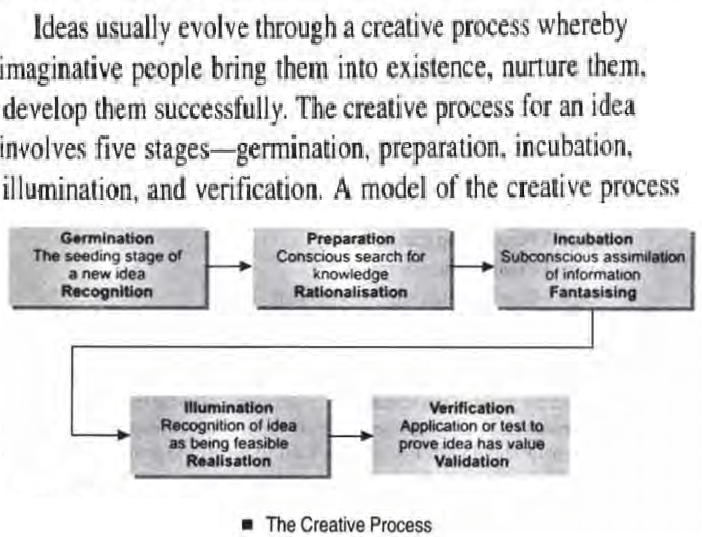 Ideas usually evolve through a creative process whereby
imaginative people bring them into existence, nurture them,
develop them successfully. The creative process for an idea
involves five stages—germination, preparation, incubation,
illumination, and verification. A model of the creative process
Germination
The seeding stage of
a new idea
Recognition
Preparation
Conscious search for
knowledge
Rationalisation
Incubation
Subconscious assimilation
of information
Fantasising
Illumination
Recognition of idea
as being feasible
Realisation
Verification
Application or test to
prove idea has value
Validation
■ The Creative Process